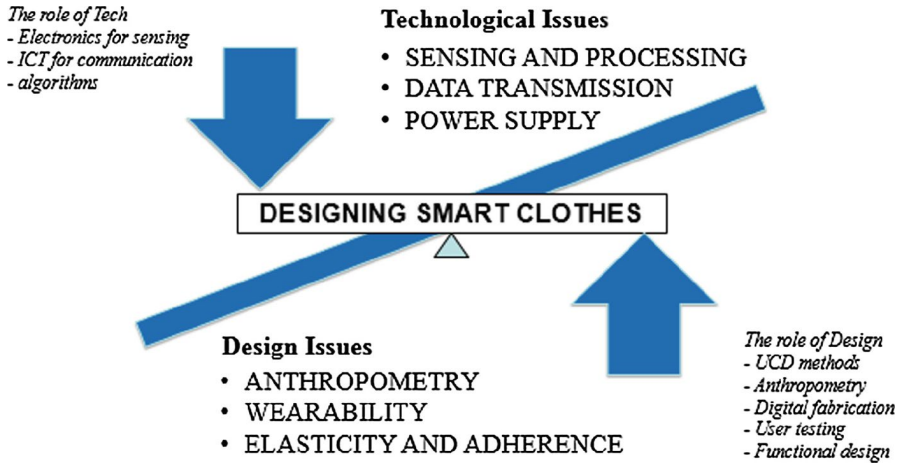 The role of Tech
- Electronics for sensing
- ICT for communication
- algorithms
Technological Issues
• SENSING AND PROCESSING
• DATA TRANSMISSION
• POWER SUPPLY
DESIGNING SMART CLOTHES
Design Issues
• ANTHROPOMETRY
• WEARABILITY
• ELASTICITY AND ADHERENCE
The role of Design
- UCD methods
- Anthropometry
- Digital fabrication
- User testing
- Functional design